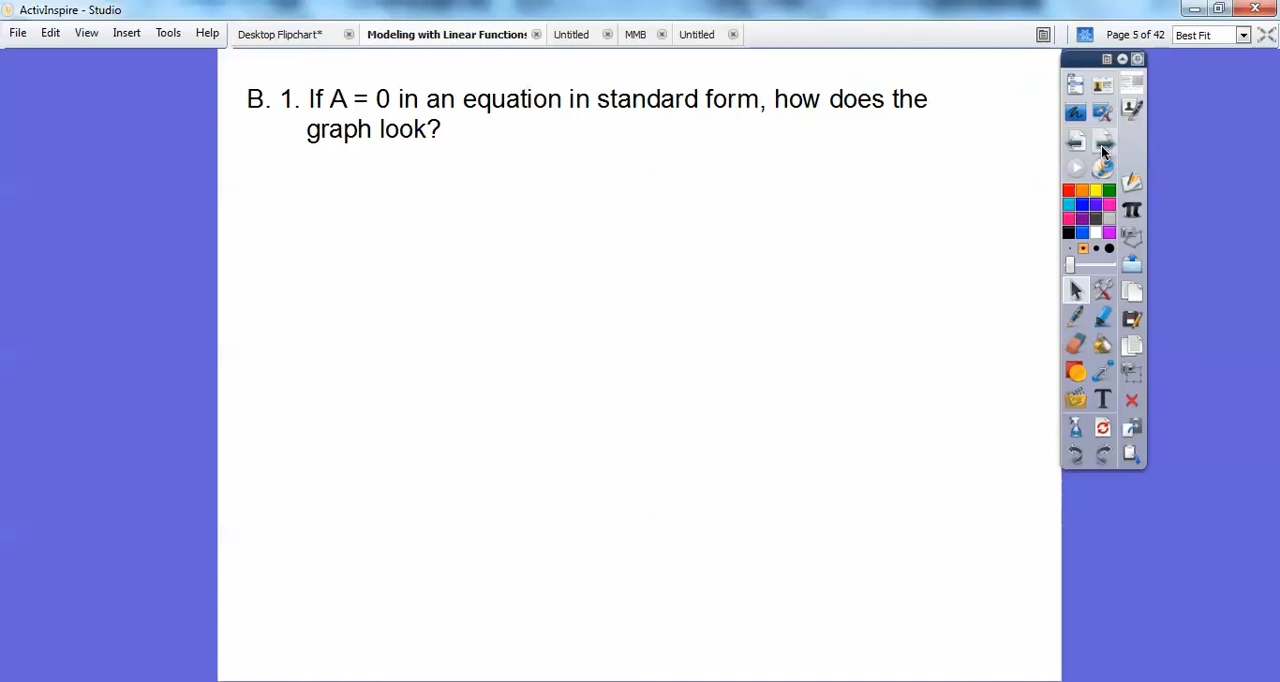 ActivInspire - Studio
File Edit View Insert Tools Help
Desktop Flipchart* Modeling with Linear Functions Untitled MMB Untitled
Page 5 of 42 Best Fit
B. 1. If A = 0 in an equation in standard form, how does the
graph look?